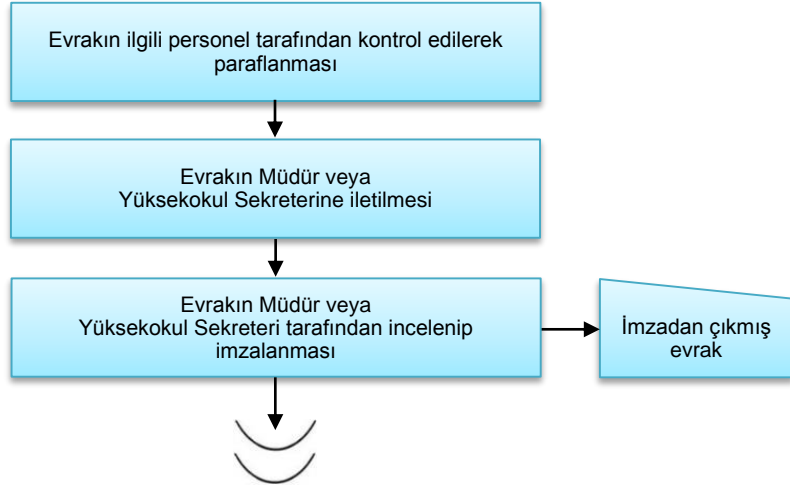 Evrakın ilgili personel tarafından kontrol edilerek
paraflanması
Evrakın Müdür veya
Yüksekokul Sekreterine iletilmesi
Evrakın Müdür veya
Yüksekokul Sekreteri tarafından incelenip
imzalanması
İmzadan çıkmış
evrak